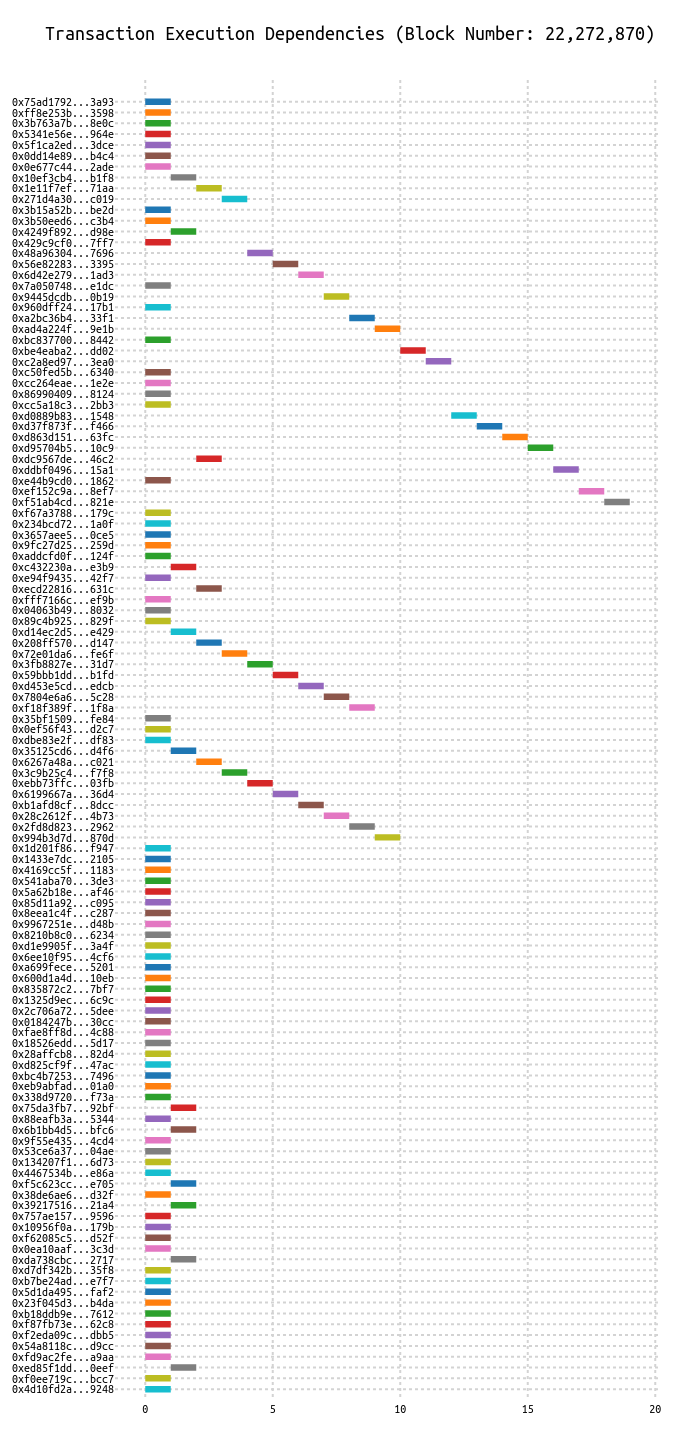 Transaction Execution Dependencies (Block Number: 22,272,870)
0x75ad1792...3a93
0xff8e253b...3598
0x3b763a7b...8e0c
0x5341e56e...964e
0x5f1ca2ed...3dce
0x0dd14e89...b4c4
0x0e677c44...2ade
0x10ef3cb4...b1f8
0x1e11f7ef...71aa
0x271d4a30...c019
0x3b15a52b...be2d
0x3b50eed6...c3b4
0x4249f892...d98e
0x429c9cf0...7ff7
0x48a96304...7696
0x56e82283...3395
0x6d42e279...1ad3
0x7a050748...e1dc
0x9445dcdb...0b19
0x960dff24...17b1
0xa2bc36b4...33f1
0xad4a224f...9e1b
0xbc837700...8442
0xbe4eaba2...dd02
0xc2a8ed97...3ea0
0xc50fed5b...6340
0xcc264eae...1e2e
0x86990409...8124
0xcc5a18c3...2bb3
0xd0889b83...1548
0xd37f873f...f466
0xd863d151...63fc
0xd95704b5...10c9
0xdc9567de...46c2
0xddbf0496...15a1
0xe44b9cd0...1862
0xef152c9a...8ef7
0xf51ab4cd...821e
0xf67a3788...179c
0x234bcd72...1a0f
0x3657aee5...0ce5
0x9fc27d25...259d
0xaddcfd0f...124f
0xc432230a...e3b9
0xe94f9435...42f7
0xecd22816...631c
0xfff7166c...ef9b
0x04063b49...8032
0x89c4b925...829f
0xd14ec2d5...e429
0x208ff570...d147
0x72e01da6...fe6f
0x3fb8827e...31d7
0x59bbb1dd...b1fd
0xd453e5cd...edcb
0x7804e6a6...5c28
0xf18f389f...1f8a
0x35bf1509...fe84
0x0ef56f43...d2c7
0xdbe83e2f...df83
0x35125cd6...d4f6
0x6267a48a...c021
0x3c9b25c4...f7f8
0xebb73ffc...03fb
0x6199667a...36d4
0xb1afd8cf...8dcc
0x28c2612f...4b73
0x2fd8d823...2962
0x994b3d7d...870d
0x1d201f86...f947
0x1433e7dc...2105
0x4169cc5f...1183
0x541aba70...3de3
0x5a62b18e...af46
0x85d11a92...c095
0x8eea1c4f...c287
0x9967251e...d48b
0x8210b8c0...6234
0xd1e9905f...3a4f
0x6ee10f95...4cf6
0xa699fece...5201
0x600d1a4d...10eb
0x835872c2...7bf7
0x1325d9ec...6c9c
0x2c706a72...5dee
0x0184247b...30cc
0xfae8ff8d...4c88
0x18526edd...5d17
0x28affcb8...82d4
0xd825cf9f...47ac
0xbc4b7253...7496
0xeb9abfad...01a0
0x338d9720...f73a
0x75da3fb7...92bf
0x88eafb3a...5344
0x6b1bb4d5...bfc6
0x9f55e435...4cd4
0x53ce6a37...04ae
0x134207f1...6d73
0x4467534b...e86a
0xf5c623cc...e705
0x38de6ae6...d32f
0x39217516...21a4
0x757ae157...9596
0x10956f0a...179b
0xf62085c5...d52f
0x0ea10aaf...3c3d
0xda738cbc...2717
0xd7df342b...35f8
0xb7be24ad...e7f7
0x5d1da495...faf2
0x23f045d3...b4da
0xb18ddb9e...7612
0xf87fb73e...62c8
0xf2eda09c...dbb5
0x54a8118c...d9cc
0xfd9ac2fe...a9aa
0xed85f1dd...0eef
0xf0ee719c...bcc7
0x4d10fd2a...9248
0 5 10 15 20